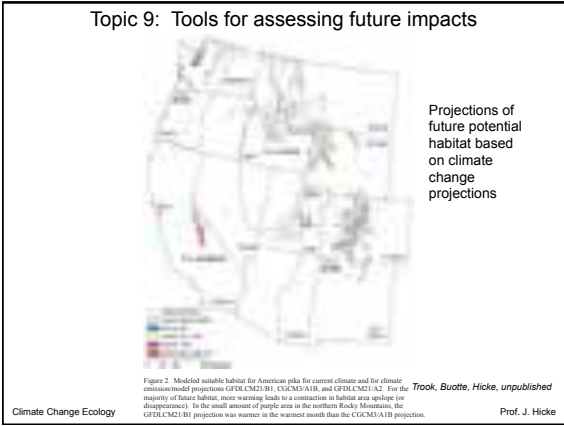 Topic 9: Tools for assessing future impacts
Projections of
future potential
habitat based
on climate
change
projections
Figure 2. Modeled suitable habitat for American pika for current climate and for climate
emission/model projections GFDLCM21/B1, CGCM3/A1B, and GFDLCM21/A2. For the
majority of future habitat, more warming leads to a contraction in habitat area upslope (or
disappearance). In the small amount of purple area in the northern Rocky Mountains, the
GFDLCM21/B1 projection was warmer in the warmest month than the CGCM3/A1B projection.
Trook, Buotte, Hicke, unpublished
Climate Change Ecology
Prof. J. Hicke